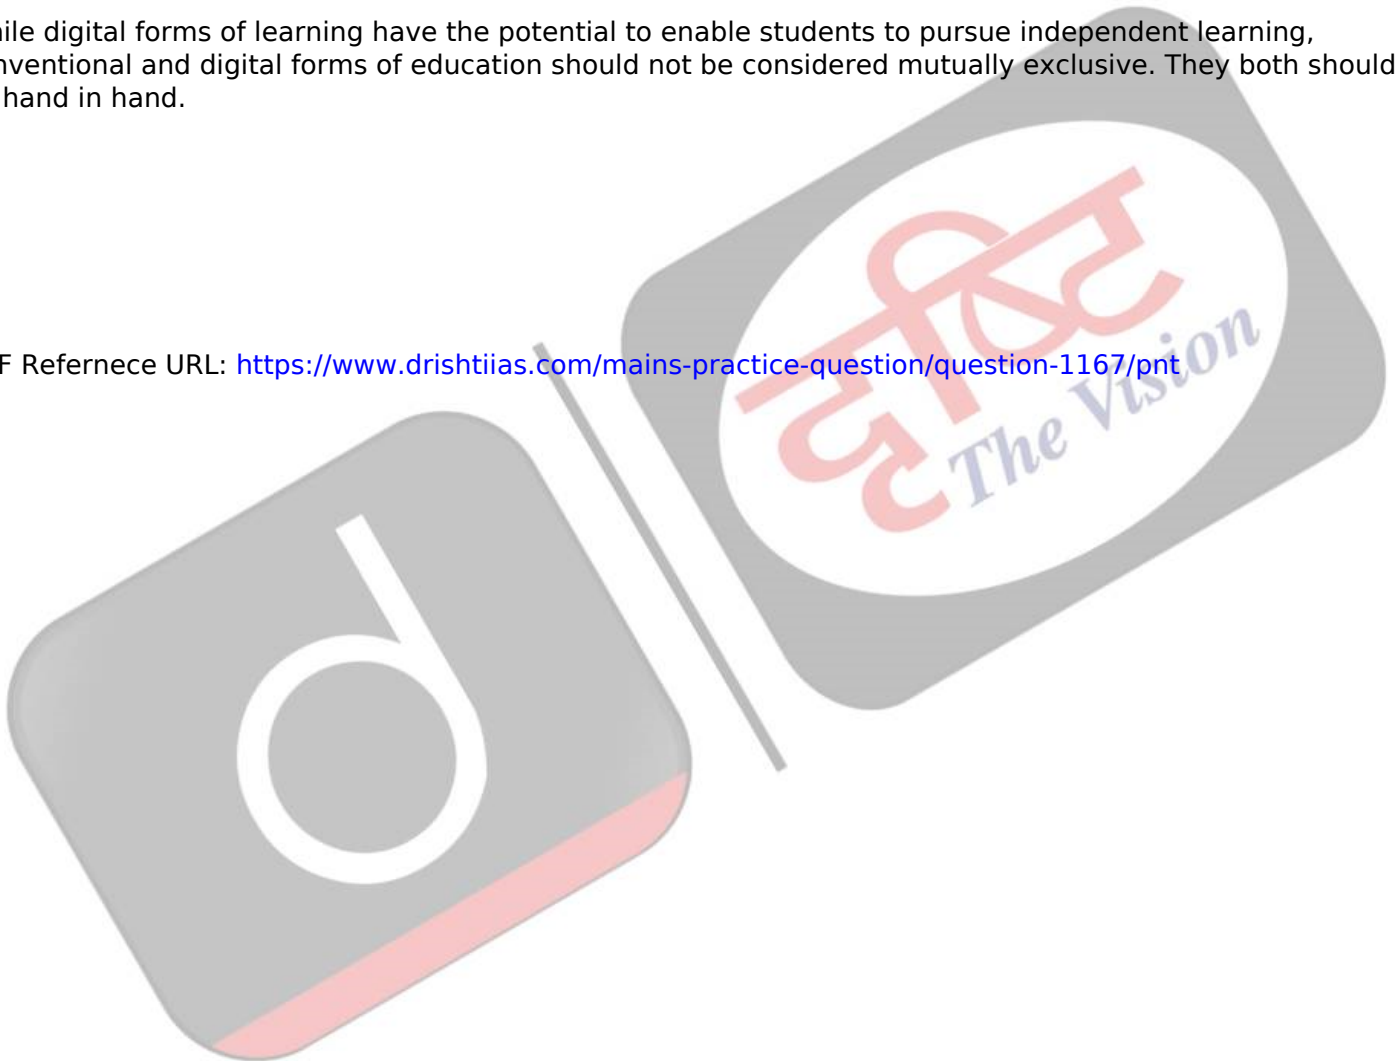 ile digital forms of learning have the potential to enable students to pursue independent learning,
nventional and digital forms of education should not be considered mutually exclusive. They both should
hand in hand.
F Refernece URL: https://www.drishtiias.com/mains-practice-question/question-1167/pnt
दृष्टि
The Vision
d